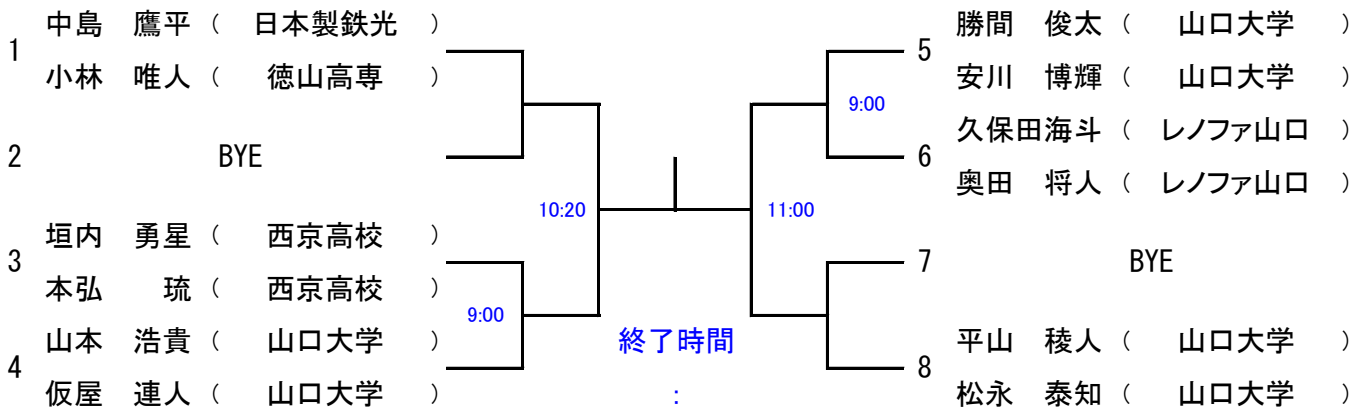 1
中島　鷹平（　日本製鉄光　）
小林　唯人（　徳山高専　）
2
BYE
3
垣内　勇星（　西京高校　）
本弘　　琉（　西京高校　）
4
山本　浩貴（　山口大学　）
仮屋　連人（　山口大学　）
9:00
10:20
終了時間
:
11:00
9:00
5
勝間　俊太（　山口大学　）
安川　博輝（　山口大学　）
6
久保田海斗（　レノファ山口　）
奥田　将人（　レノファ山口　）
7
BYE
8
平山　稜人（　山口大学　）
松永　泰知（　山口大学　）